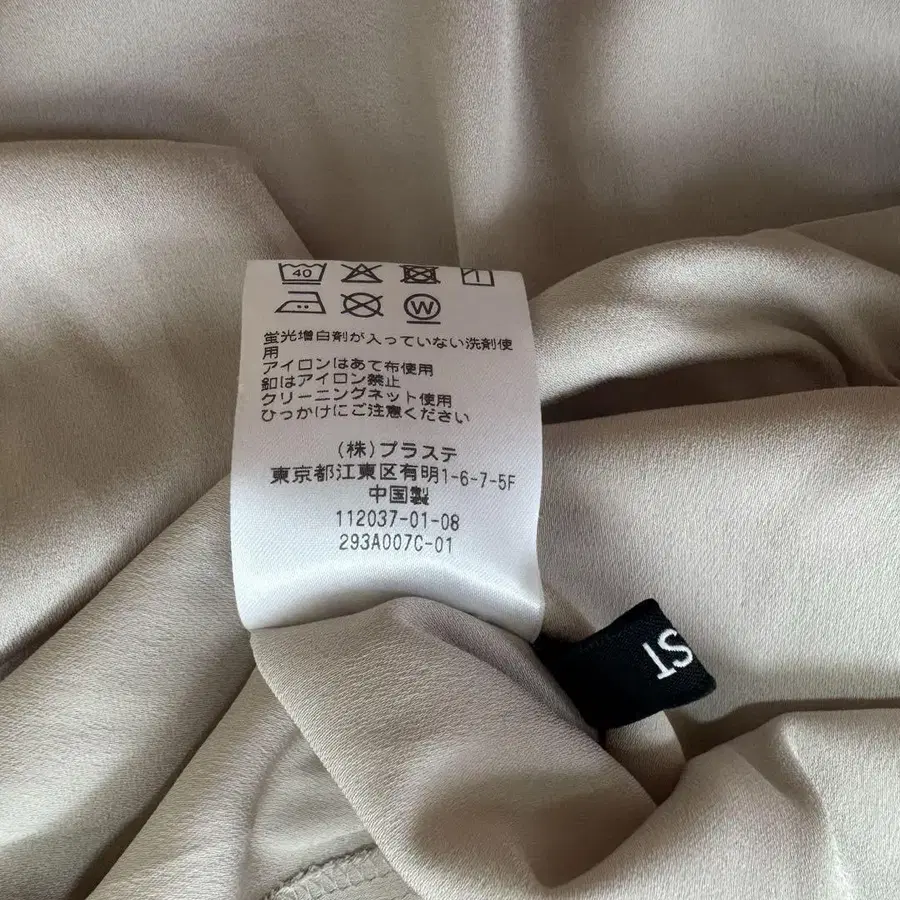 40
W
蛍光増白剤が入っていない洗剤使
用
アイロンはあて布使用
釦はアイロン禁止
クリーニングネット使用
ひっかけにご注意ください
(株)プラステ
東京都江東区有明1-6-7-5F
中国製
112037-01-08
293A007C-01
ST